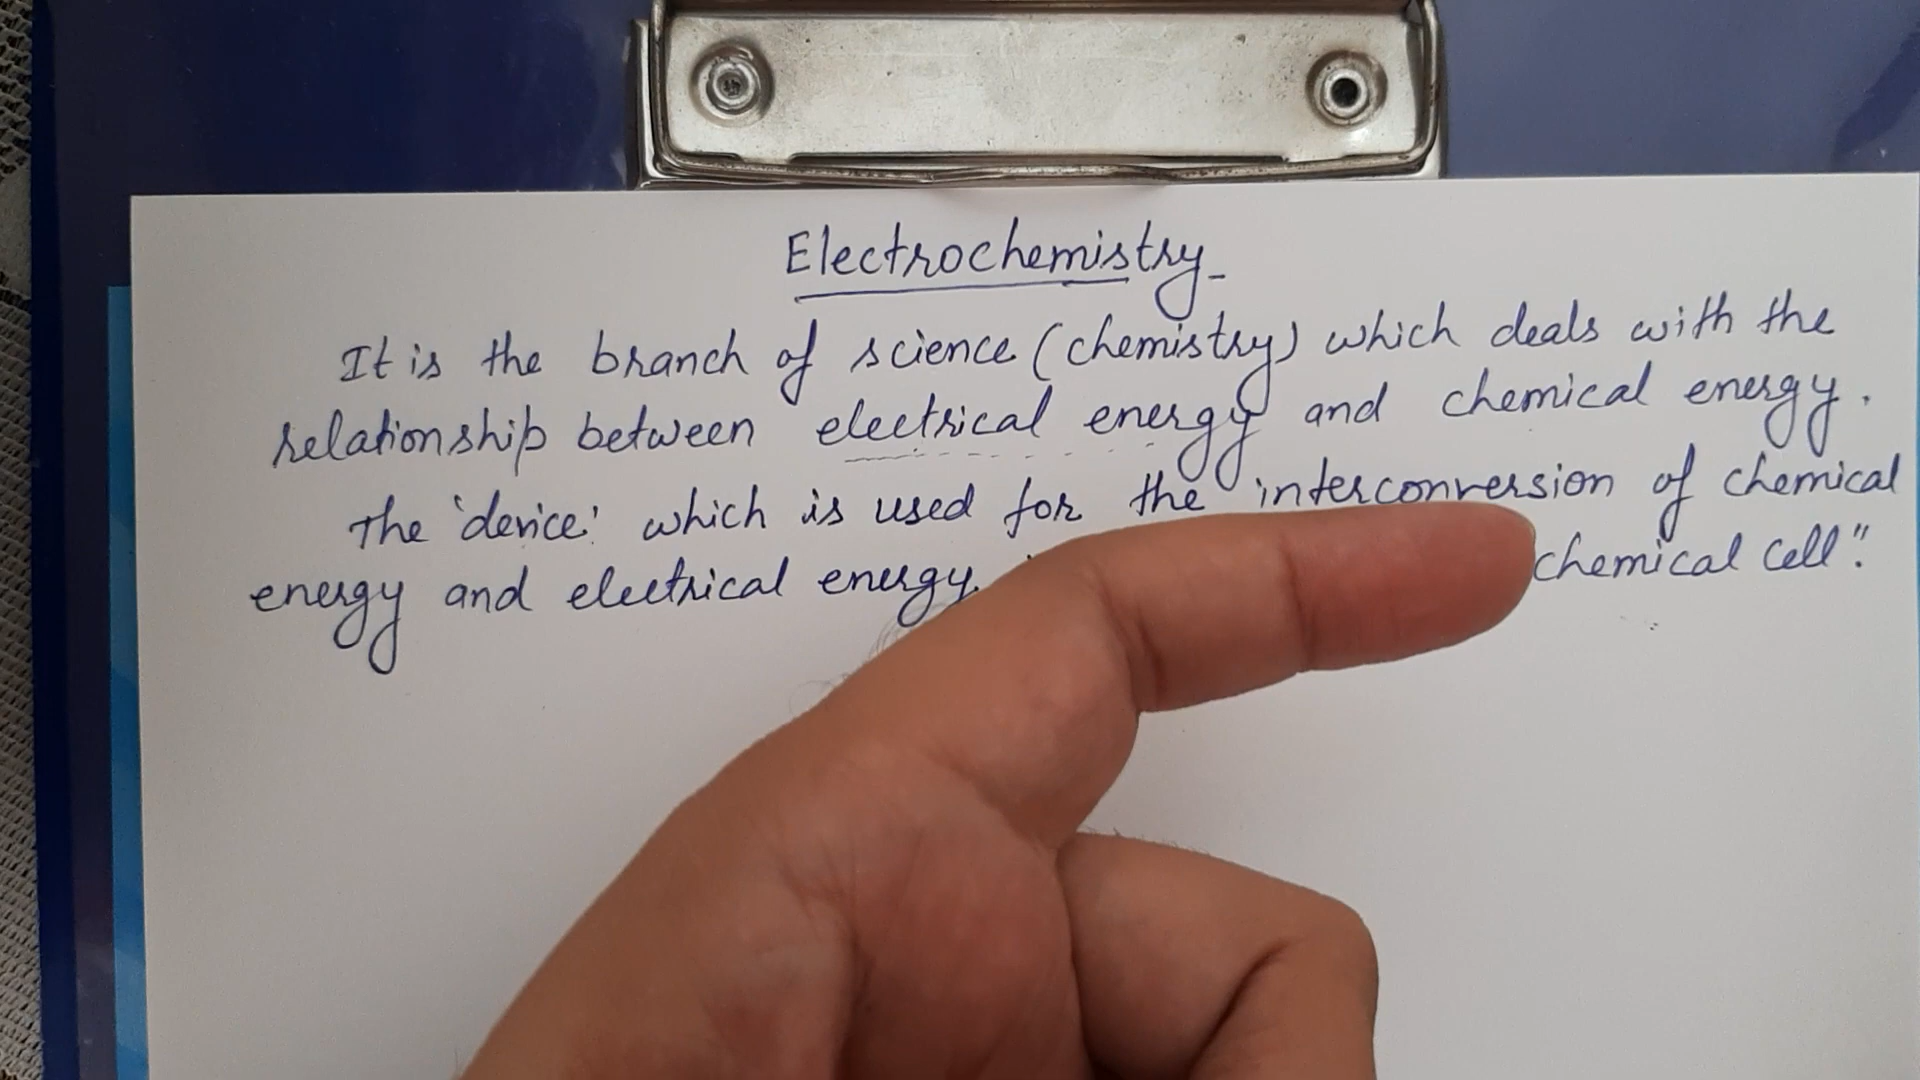 Electrochemistry
It is the branch of science (chemistry) which deals with the
relationship between electrical energy and chemical energy.
The 'device' which is used for the interconversion of chemical
energy and electrical energy chemical cell".